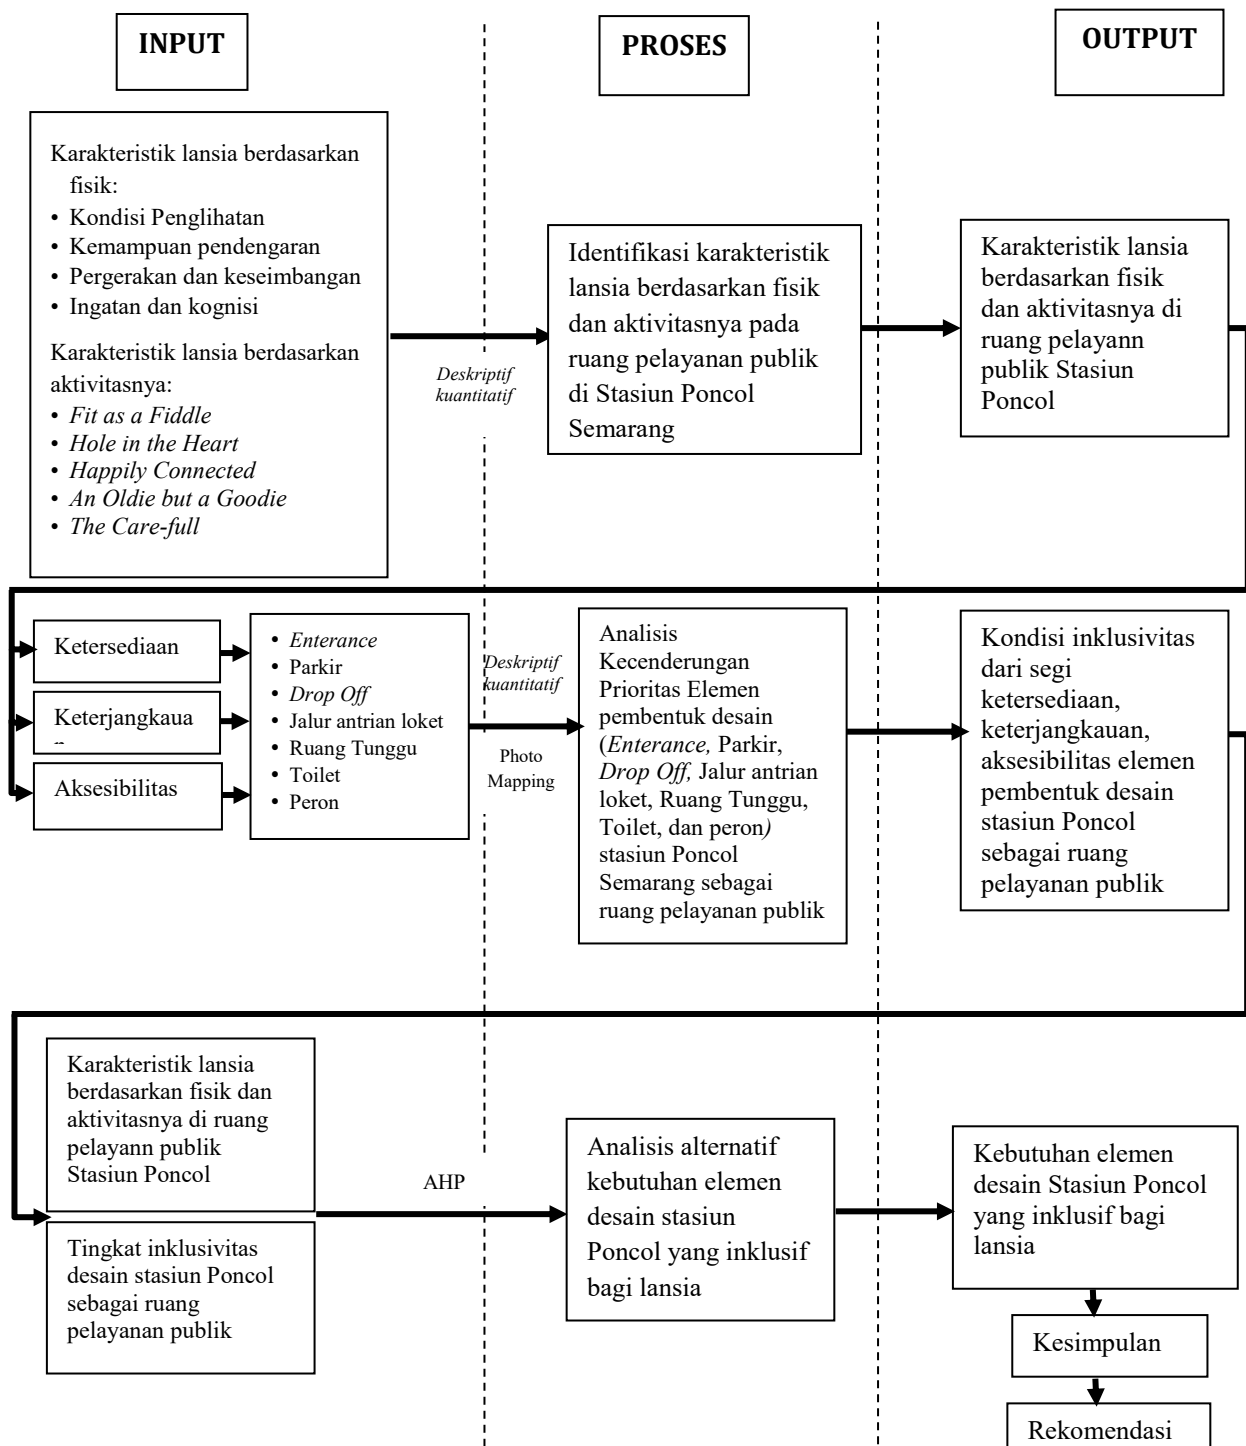 INPUT
PROSES
OUTPUT
Karakteristik lansia berdasarkan
fisik:
• Kondisi Penglihatan
• Kemampuan pendengaran
• Pergerakan dan keseimbangan
• Ingatan dan kognisi
Karakteristik lansia berdasarkan
aktivitasnya:
• Fit as a Fiddle
• Hole in the Heart
• Happily Connected
• An Oldie but a Goodie
• The Care-full
Deskriptif
kuantitatif
Identifikasi karakteristik
lansia berdasarkan fisik
dan aktivitasnya pada
ruang pelayanan publik
di Stasiun Poncol
Semarang
Karakteristik lansia
berdasarkan fisik
dan aktivitasnya di
ruang pelayann
publik Stasiun
Poncol
Ketersediaan
Keterjangkaua
n
Aksesibilitas
• Enterance
• Parkir
• Drop Off
• Jalur antrian loket
• Ruang Tunggu
• Toilet
• Peron
Deskriptif
kuantitatif
Photo
Mapping
Analisis
Kecenderungan
Prioritas Elemen
pembentuk desain
(Enterance, Parkir,
Drop Off, Jalur antrian
loket, Ruang Tunggu,
Toilet, dan peron)
stasiun Poncol
Semarang sebagai
ruang pelayanan publik
Kondisi inklusivitas
dari segi
ketersediaan,
keterjangkauan,
aksesibilitas elemen
pembentuk desain
stasiun Poncol
sebagai ruang
pelayanan publik
Karakteristik lansia
berdasarkan fisik dan
aktivitasnya di ruang
pelayann publik
Stasiun Poncol
Tingkat inklusivitas
desain stasiun Poncol
sebagai ruang
pelayanan publik
AHP
Analisis alternatif
kebutuhan elemen
desain stasiun
Poncol yang inklusif
bagi lansia
Kebutuhan elemen
desain Stasiun Poncol
yang inklusif bagi
lansia
Kesimpulan
Rekomendasi